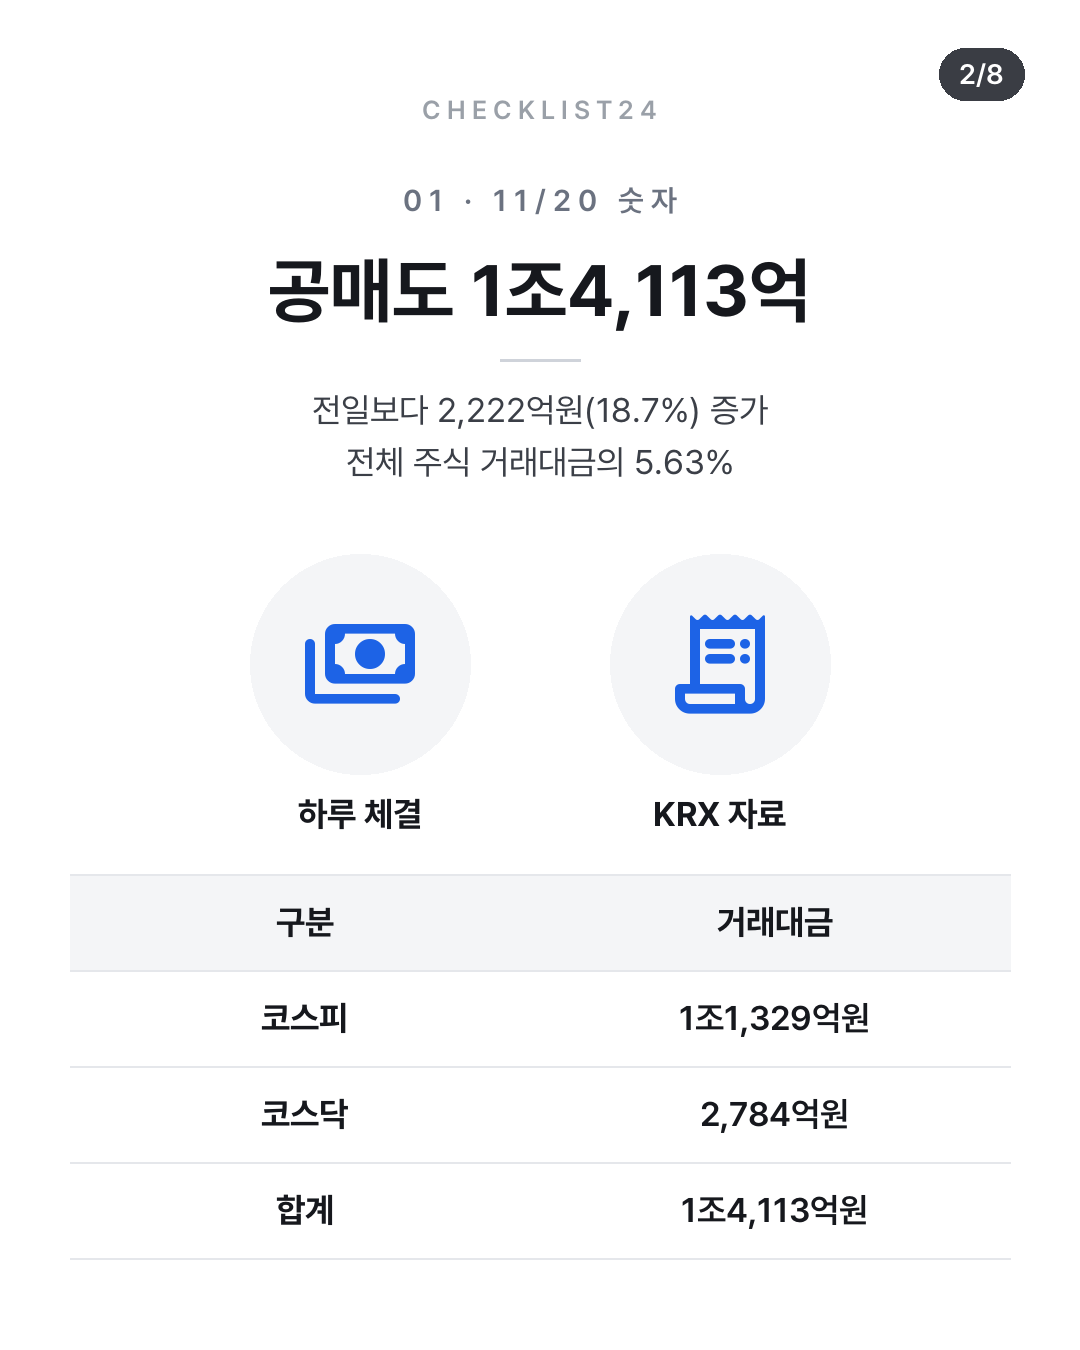 2/8
CHECKLIST24
01 · 11/20 숫자
공매도 1조4,113억
전일보다 2,222억원(18.7%) 증가
전체 주식 거래대금의 5.63%
하루 체결
KRX 자료
구분 거래대금
코스피 1조1,329억원
코스닥 2,784억원
합계 1조4,113억원